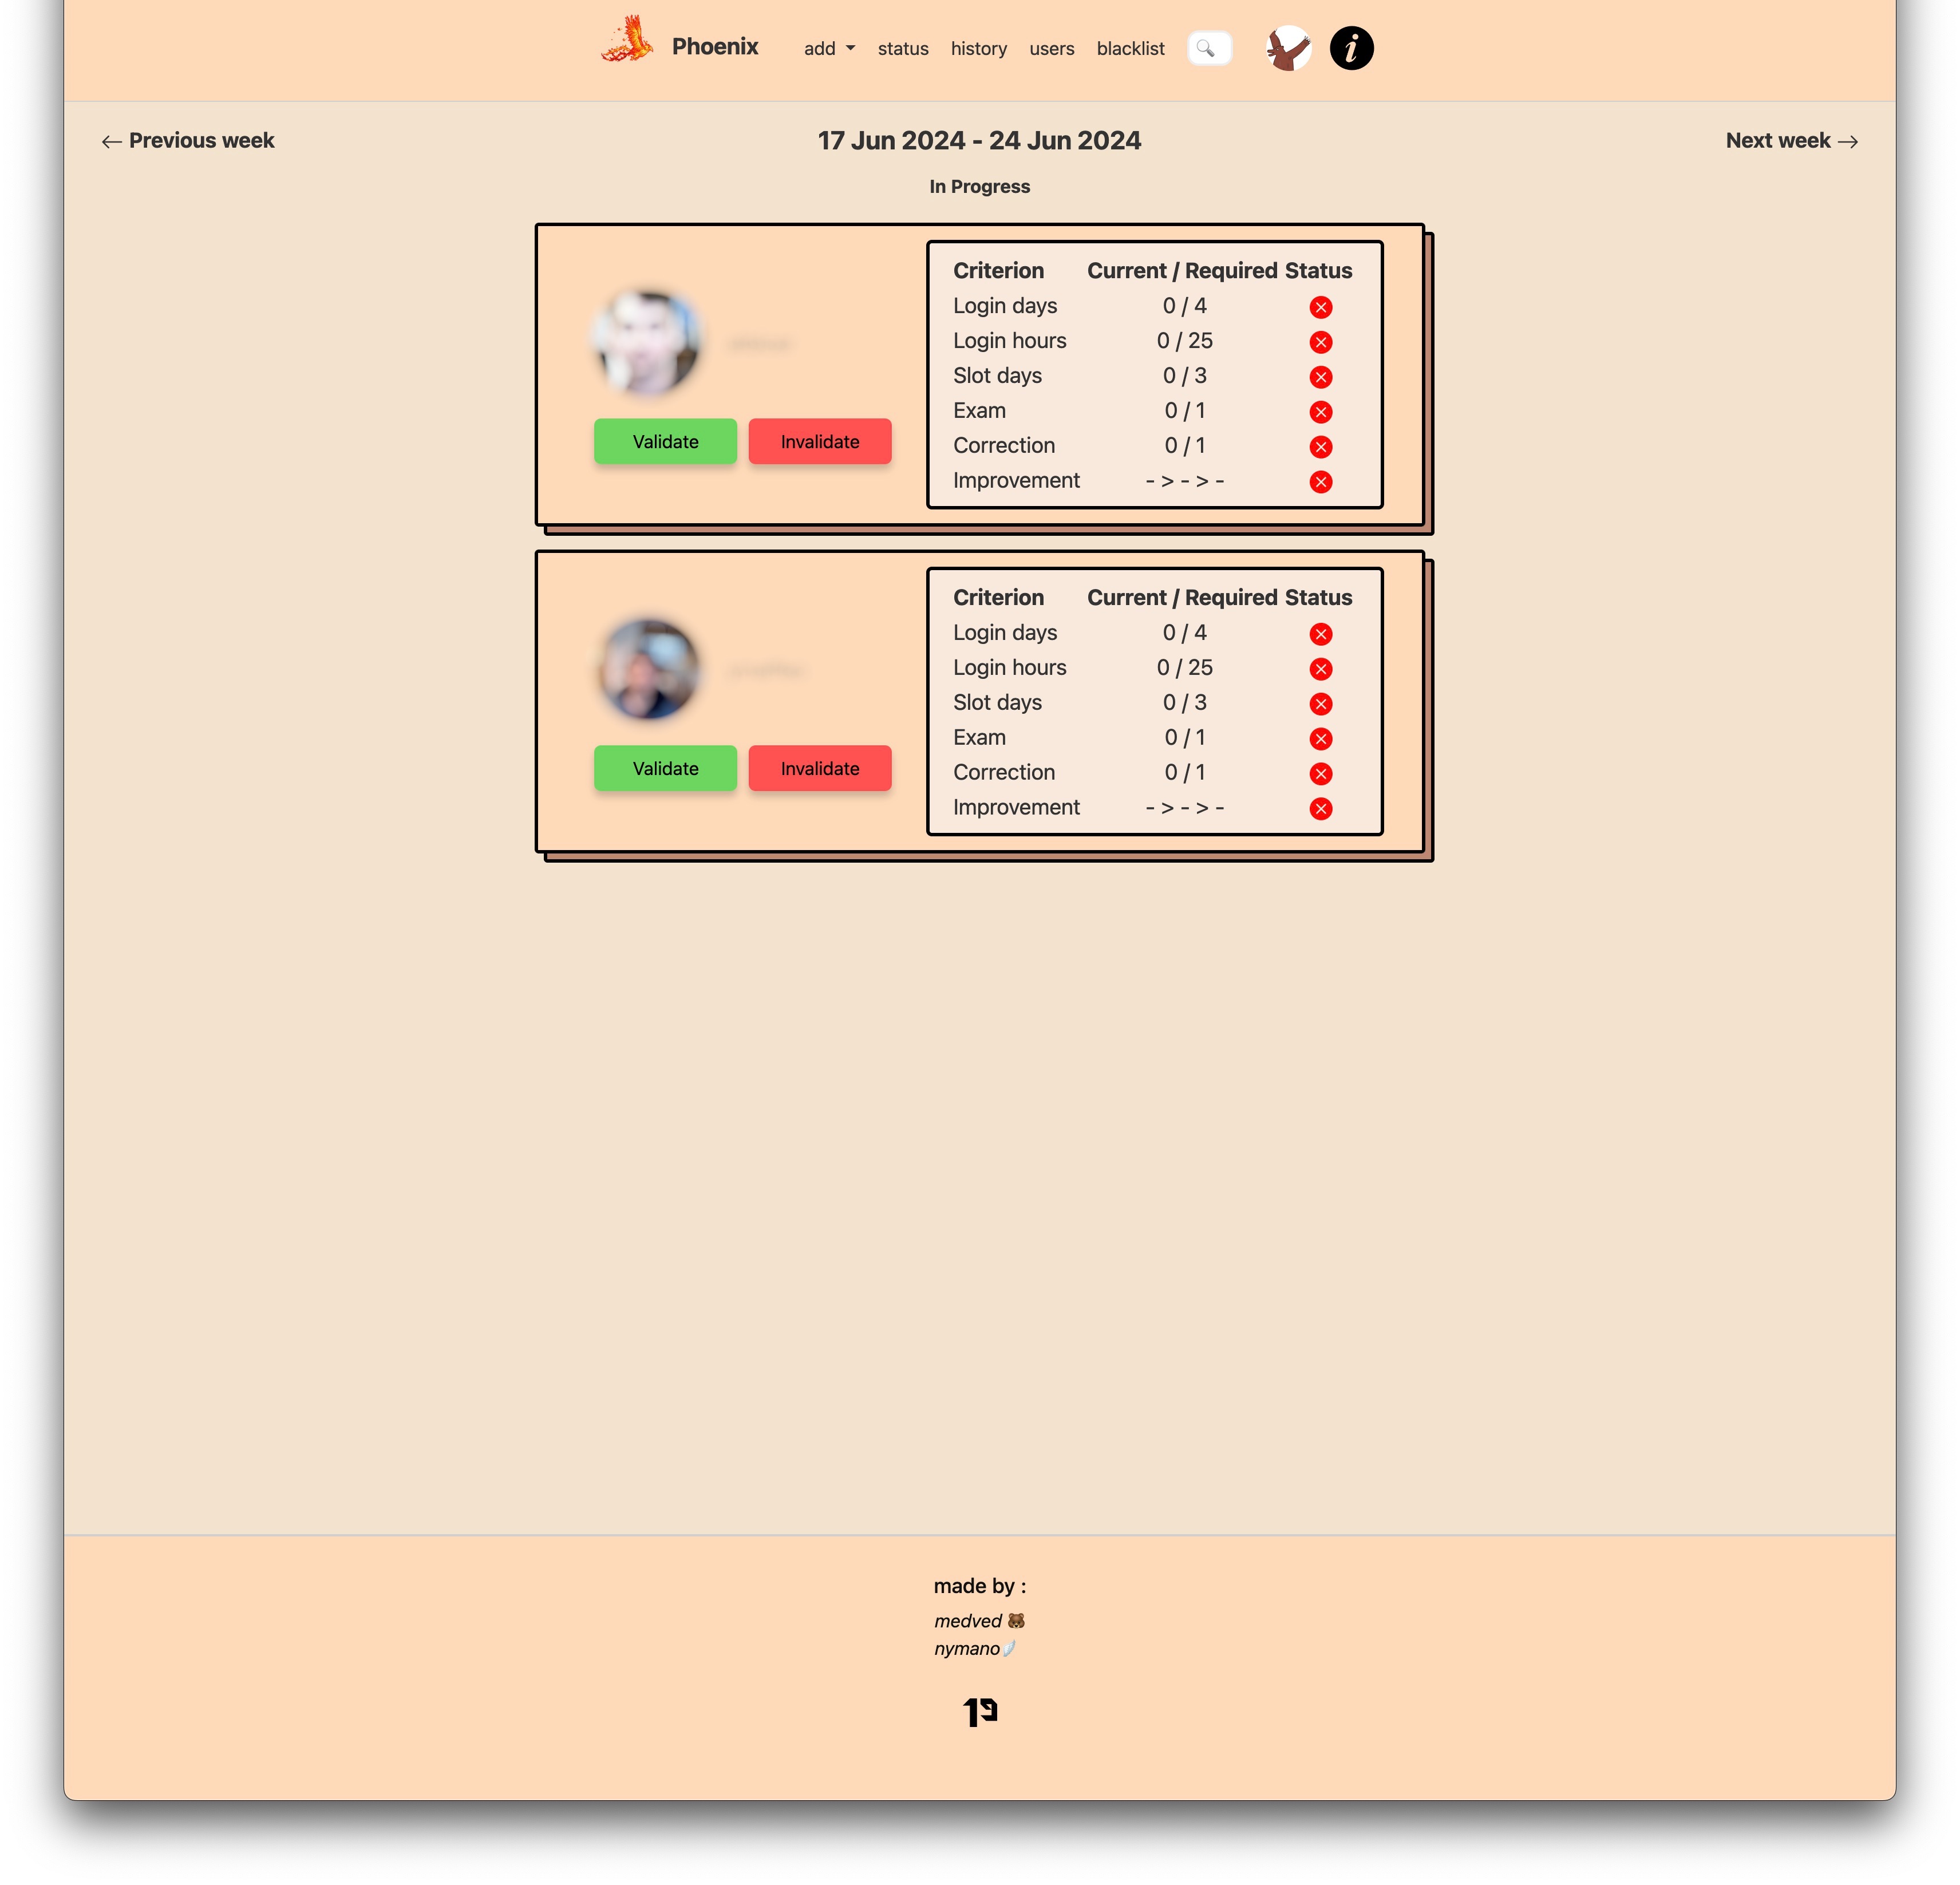 Phoenix add status history users blacklist
← Previous week 17 Jun 2024 - 24 Jun 2024 Next week →
In Progress
Criterion Current / Required Status
Login days 0 / 4
Login hours 0 / 25
Slot days 0 / 3
Exam 0 / 1
Correction 0 / 1
Improvement - > - > -
Validate Invalidate
Criterion Current / Required Status
Login days 0 / 4
Login hours 0 / 25
Slot days 0 / 3
Exam 0 / 1
Correction 0 / 1
Improvement - > - > -
Validate Invalidate
made by :
medved 🐻
nymano🪶
19